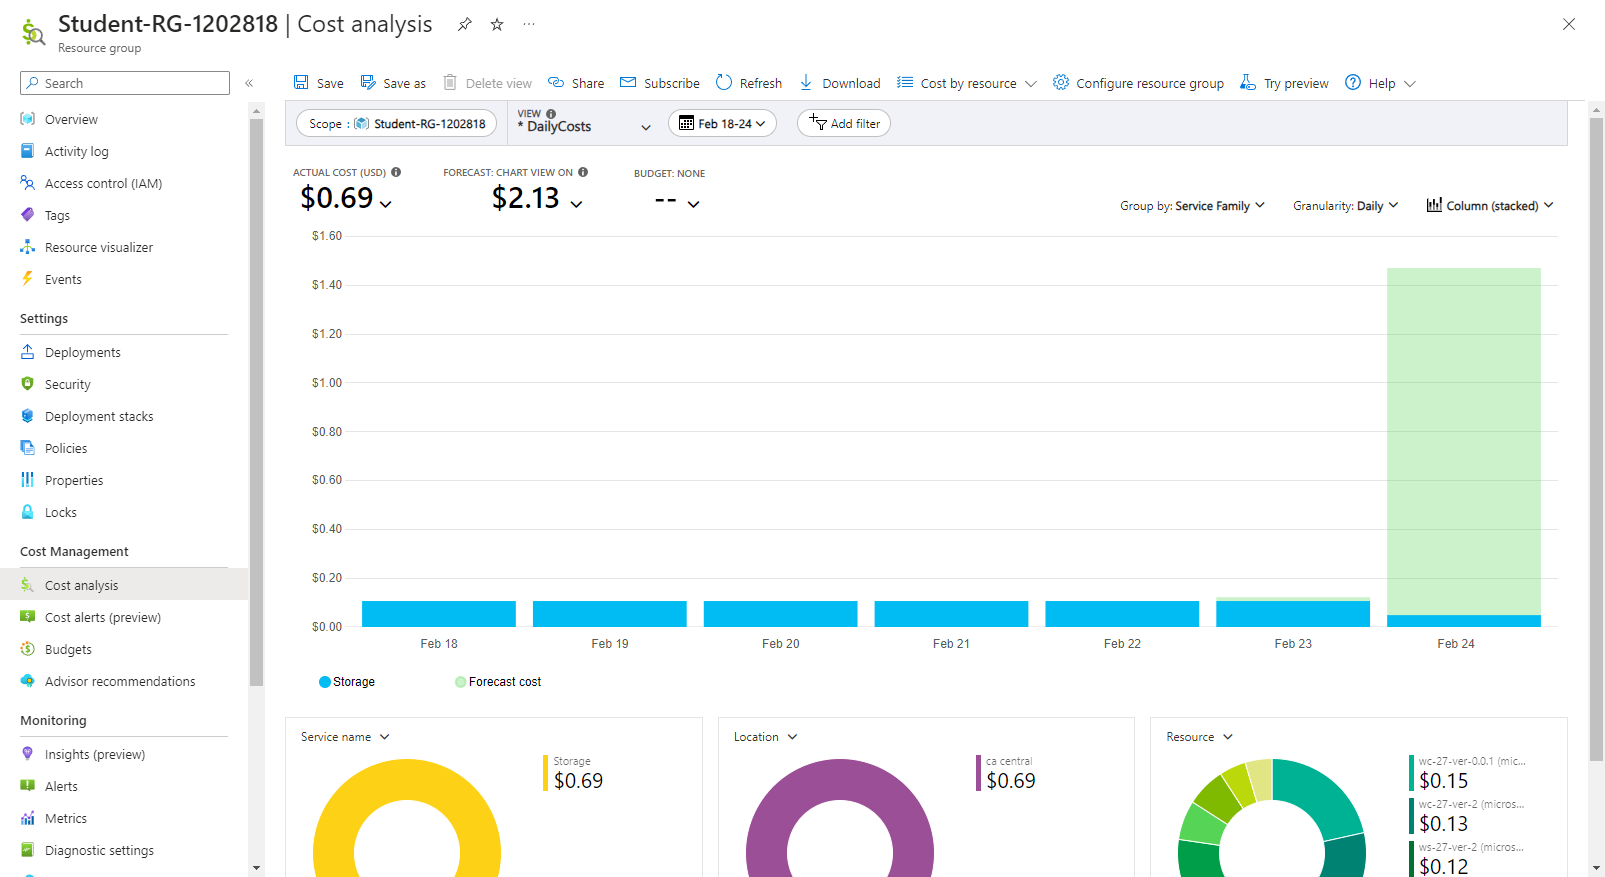 Student-RG-1202818 | Cost analysis
Resource group
Search
Save
Save as
Delete view
Share
Subscribe
Refresh
Download
Cost by resource
Configure resource group
Try preview
Help
Overview
Activity log
Access control (IAM)
Tags
Resource visualizer
Events
Settings
Deployments
Security
Deployment stacks
Policies
Properties
Locks
Cost Management
Cost analysis
Cost alerts (preview)
Budgets
Advisor recommendations
Monitoring
Insights (preview)
Alerts
Metrics
Diagnostic settings
Scope : Student-RG-1202818
VIEW
* DailyCosts
Feb 18-24
Add filter
ACTUAL COST (USD)
$0.69
FORECAST: CHART VIEW ON
$2.13
BUDGET: NONE
--
Group by: Service Family
Granularity: Daily
Column (stacked)
$1.60
$1.40
$1.20
$1.00
$0.80
$0.60
$0.40
$0.20
$0.00
Feb 18
Feb 19
Feb 20
Feb 21
Feb 22
Feb 23
Feb 24
Storage
Forecast cost
Service name
Storage
$0.69
Location
ca central
$0.69
Resource
wc-27-ver-0.0.1 (mic...
$0.15
wc-27-ver-2 (micros...
$0.13
ws-27-ver-2 (micros...
$0.12